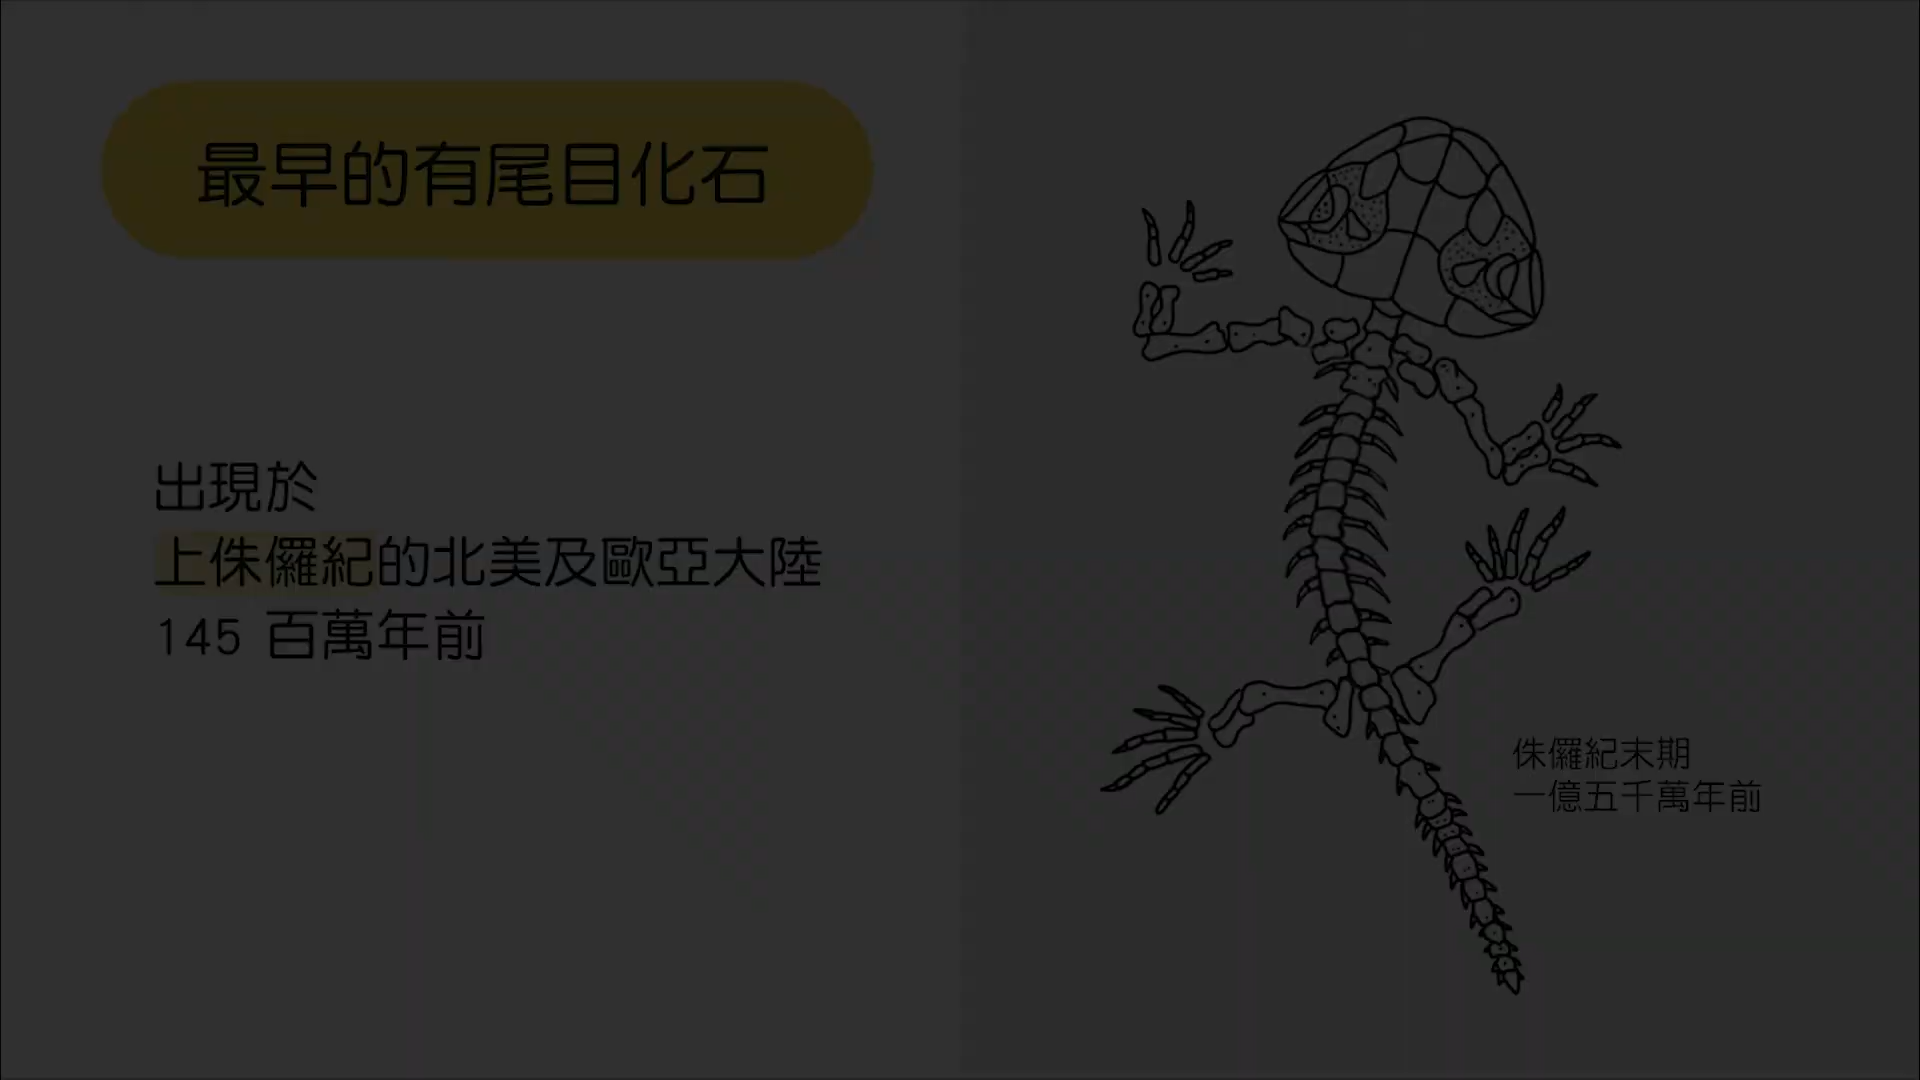 最早的有尾目化石
出現於
上侏儸紀的北美及歐亞大陸
145 百萬年前
侏儸紀末期
一億五千萬年前